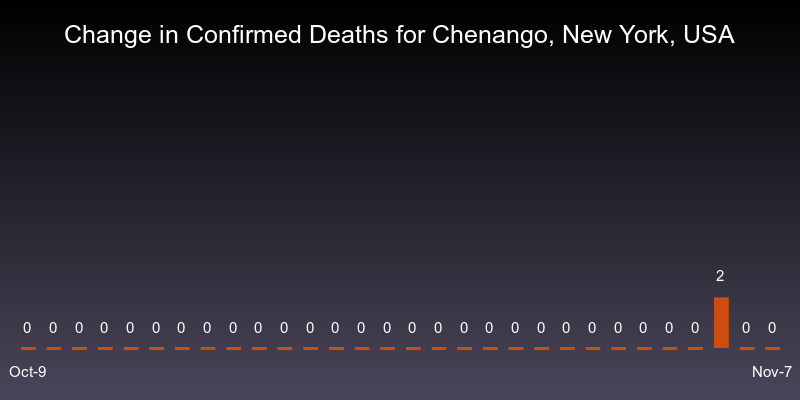 Change in Confirmed Deaths for Chenango, New York, USA
2
0 0 0 0 0 0 0 0 0 0 0 0 0 0 0 0 0 0 0 0 0 0 0 0 0 0 0 0 0
Oct-9 Nov-7